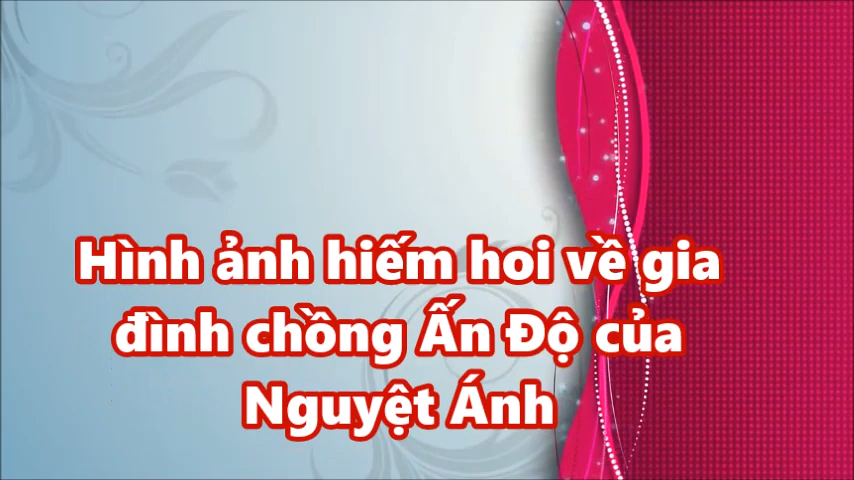 Hình ảnh hiếm hoi về gia
đình chồng Ấn Độ của
Nguyệt Ánh